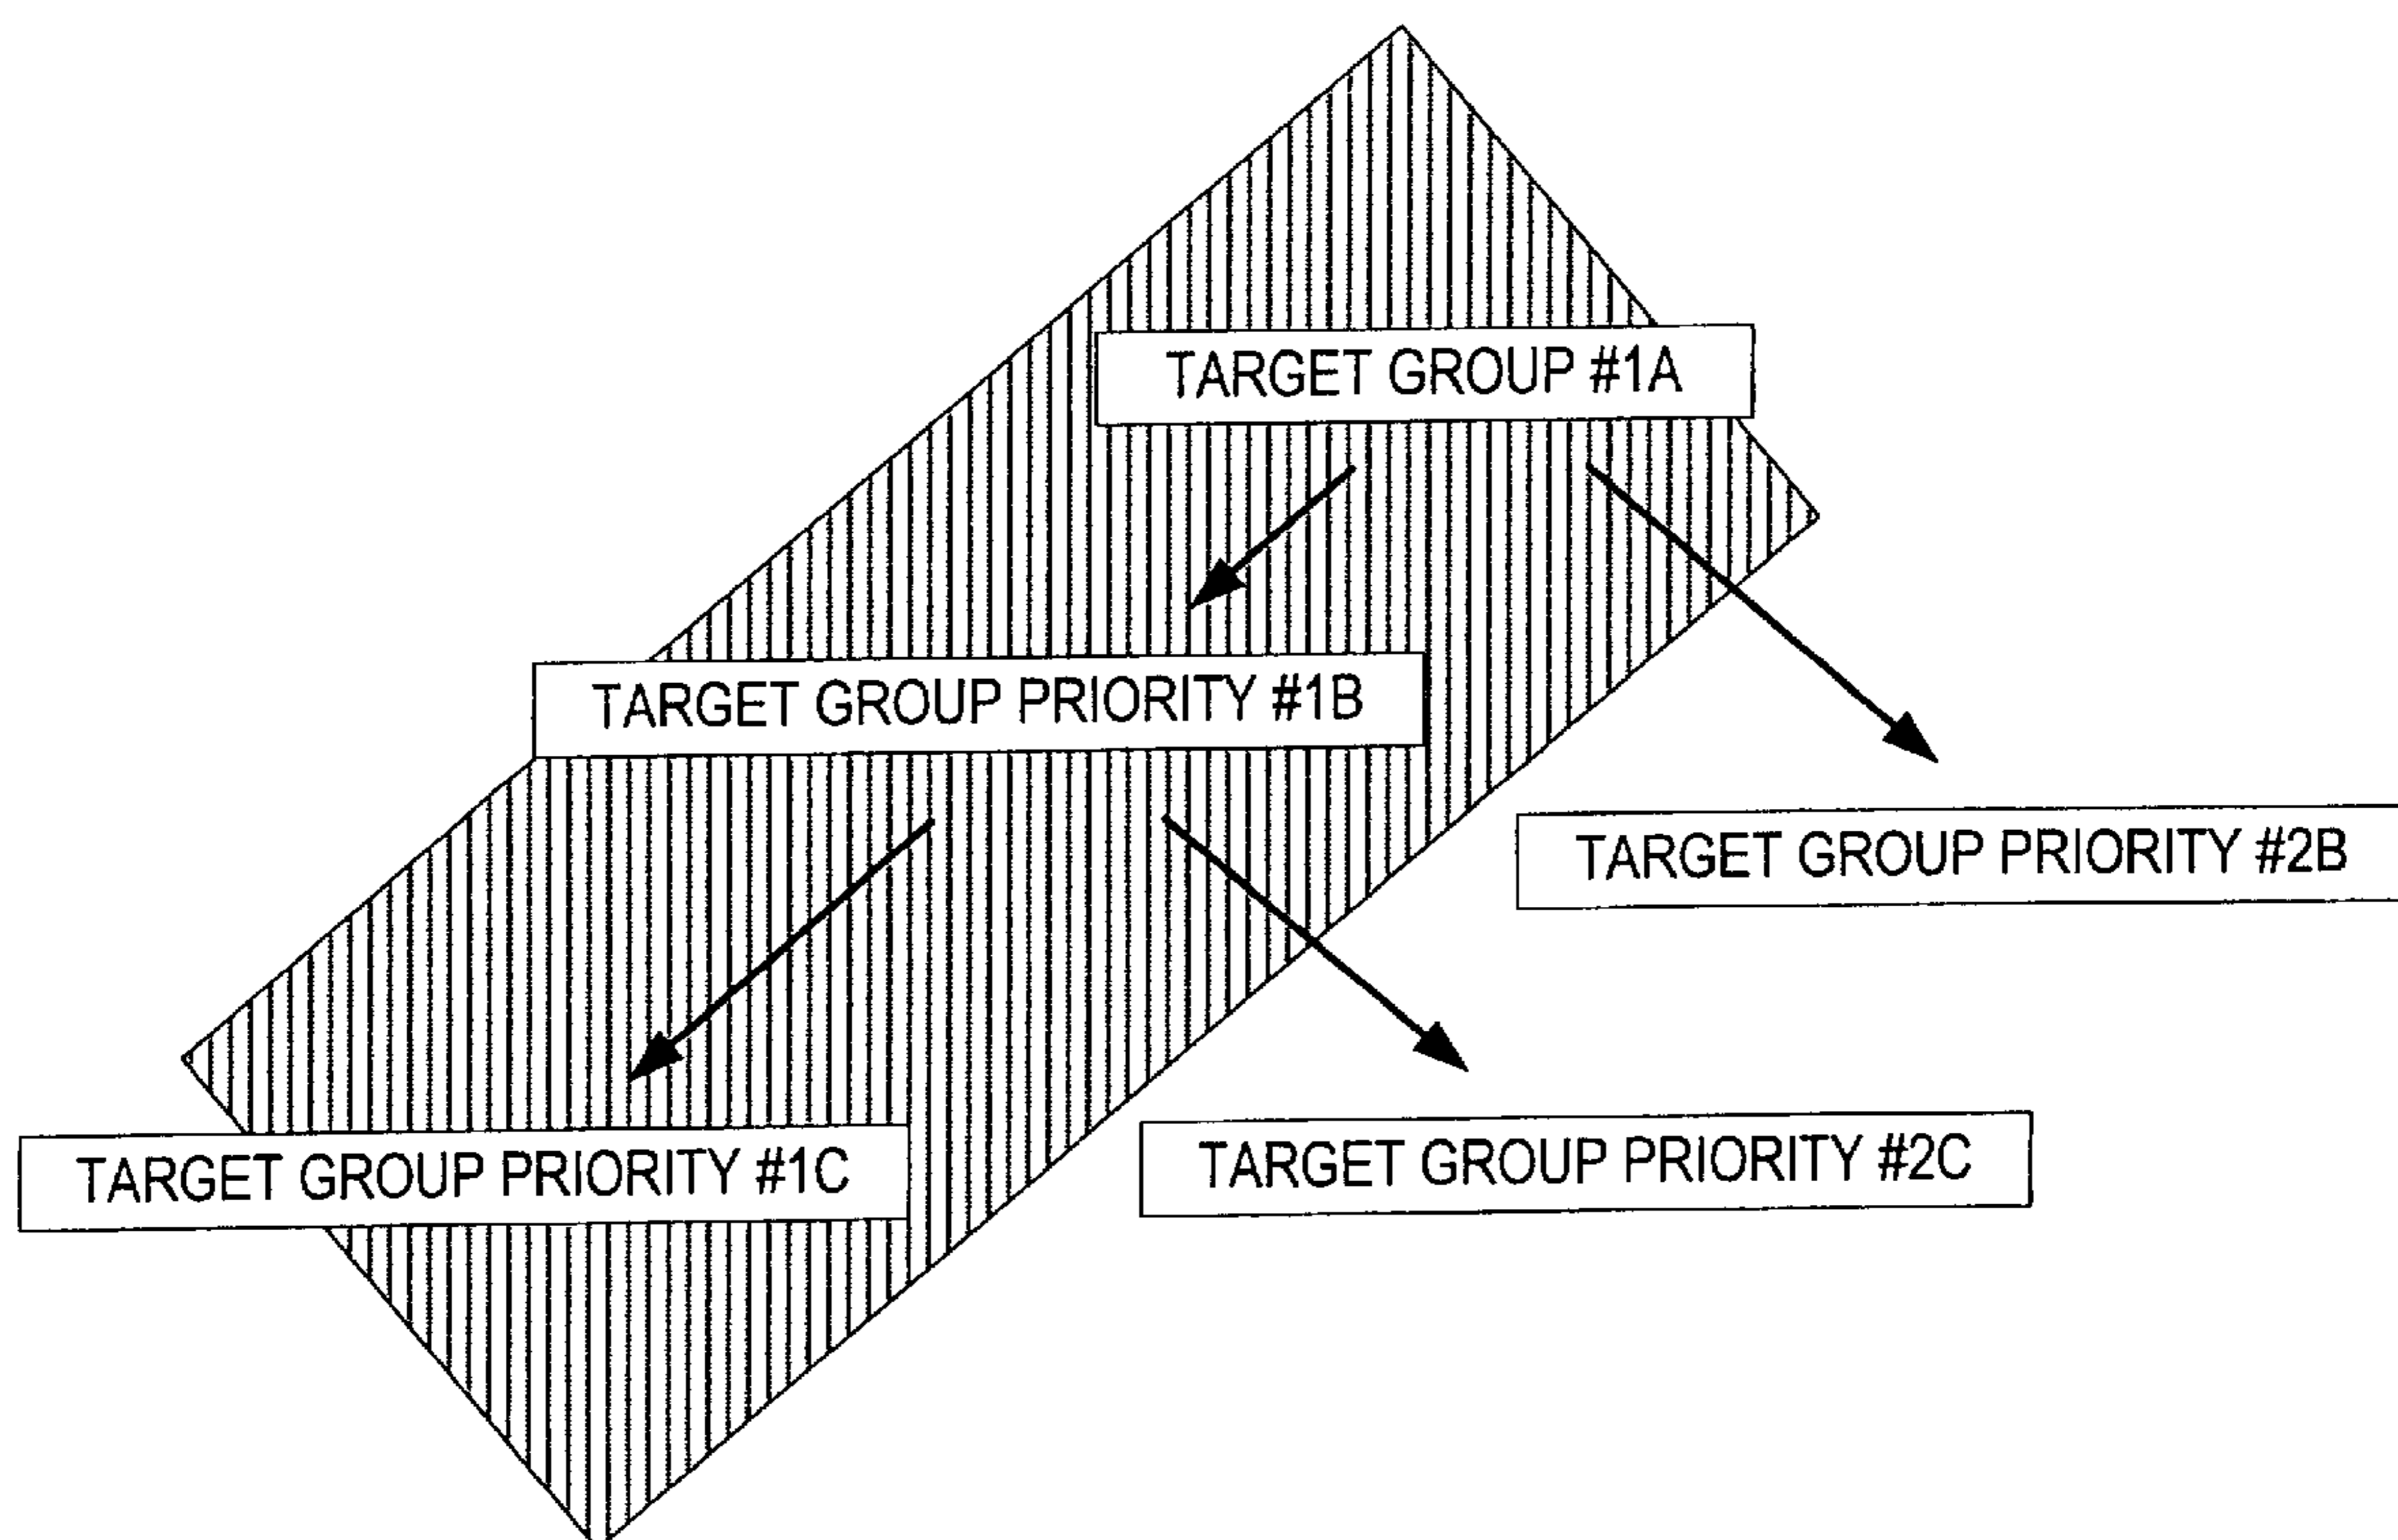 TARGET GROUP #1A
TARGET GROUP PRIORITY #1B
TARGET GROUP PRIORITY #2B
TARGET GROUP PRIORITY #1C
TARGET GROUP PRIORITY #2C